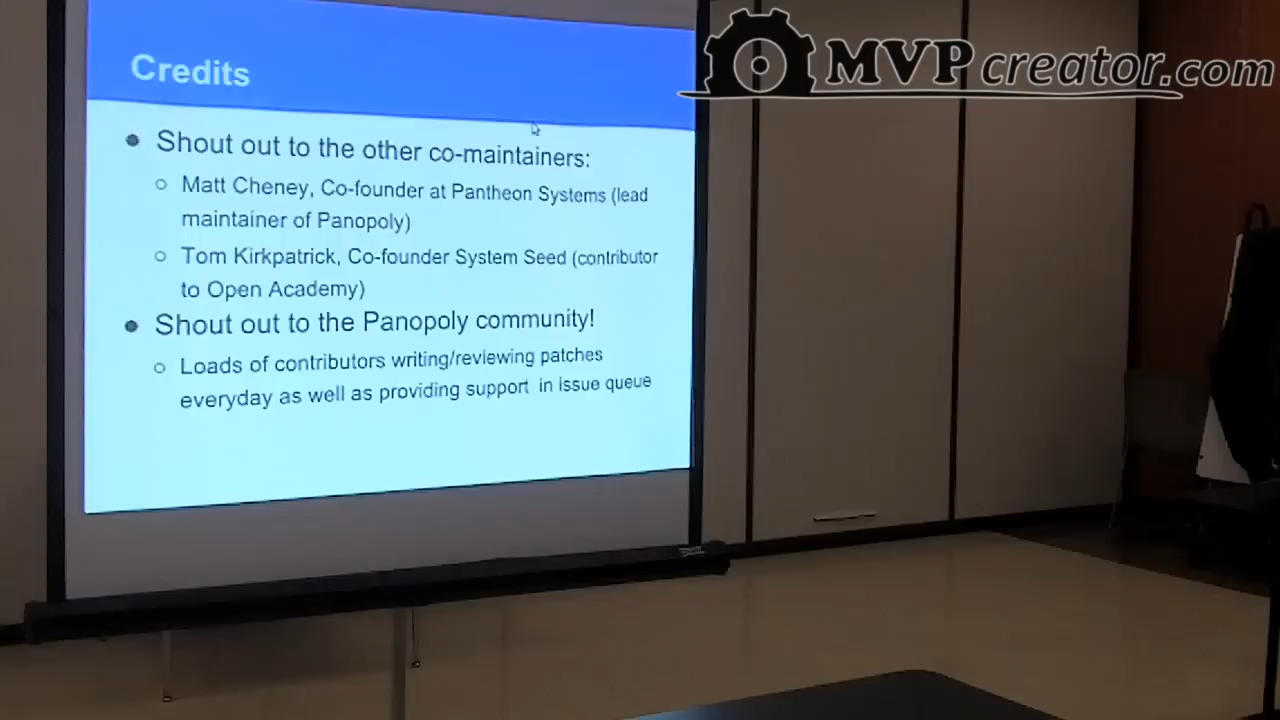 MVPcreator.com
Credits
Shout out to the other co-maintainers:
Matt Cheney, Co-founder at Pantheon Systems (lead
maintainer of Panopoly)
Tom Kirkpatrick, Co-founder System Seed (contributor
to Open Academy)
Shout out to the Panopoly community!
Loads of contributors writing/reviewing patches
everyday as well as providing support in issue queue